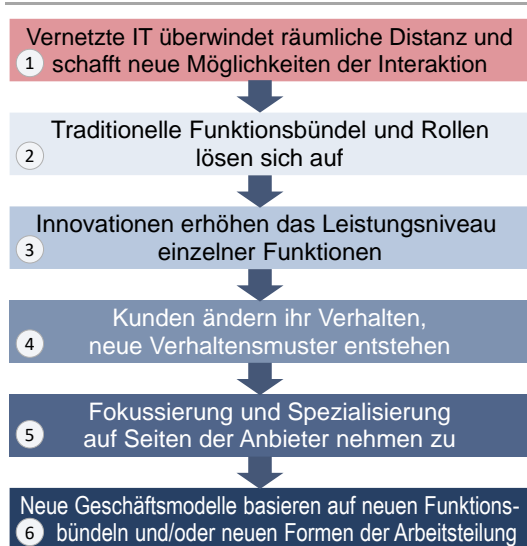 Vernetzte IT überwindet räumliche Distanz und
1 schafft neue Möglichkeiten der Interaktion
Traditionelle Funktionsbündel und Rollen
2 lösen sich auf
Innovationen erhöhen das Leistungsniveau
3 einzelner Funktionen
Kunden ändern ihr Verhalten,
4 neue Verhaltensmuster entstehen
Fokussierung und Spezialisierung
5 auf Seiten der Anbieter nehmen zu
Neue Geschäftsmodelle basieren auf neuen Funktions-
6 bündeln und/oder neuen Formen der Arbeitsteilung